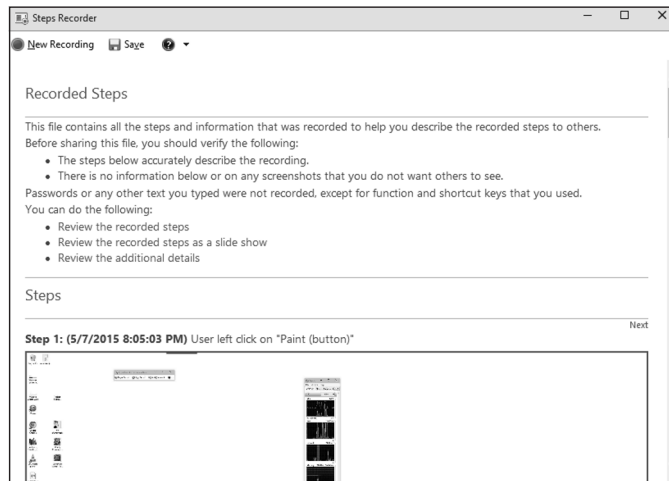 Steps Recorder
New Recording Save
Recorded Steps
This file contains all the steps and information that was recorded to help you describe the recorded steps to others.
Before sharing this file, you should verify the following:
• The steps below accurately describe the recording.
• There is no information below or on any screenshots that you do not want others to see.
Passwords or any other text you typed were not recorded, except for function and shortcut keys that you used.
You can do the following:
• Review the recorded steps
• Review the recorded steps as a slide show
• Review the additional details
Steps
Next
Step 1: (5/7/2015 8:05:03 PM) User left click on "Paint (button)"